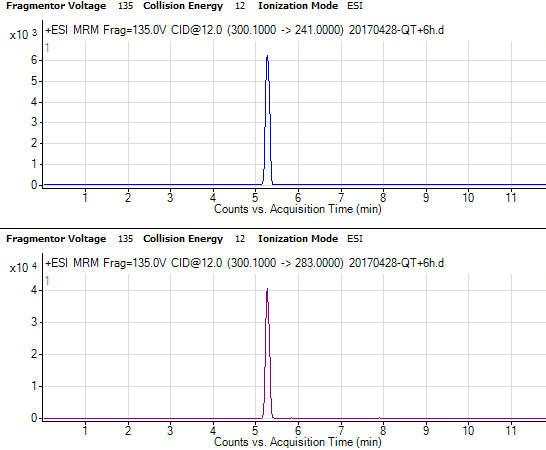 Fragmentor Voltage 135 Collision Energy 12 Ionization Mode ESI
x10 3
+ESI MRM Frag=135.0V CID@12.0 (300.1000 -> 241.0000) 20170428-QT+6h.d
1
6
5
4
3
2
1
0
1 2 3 4 5 6 7 8 9 10 11
Counts vs. Acquisition Time (min)
Fragmentor Voltage 135 Collision Energy 12 Ionization Mode ESI
x10 4
+ESI MRM Frag=135.0V CID@12.0 (300.1000 -> 283.0000) 20170428-QT+6h.d
1
4
3
2
1
0
1 2 3 4 5 6 7 8 9 10 11
Counts vs. Acquisition Time (min)